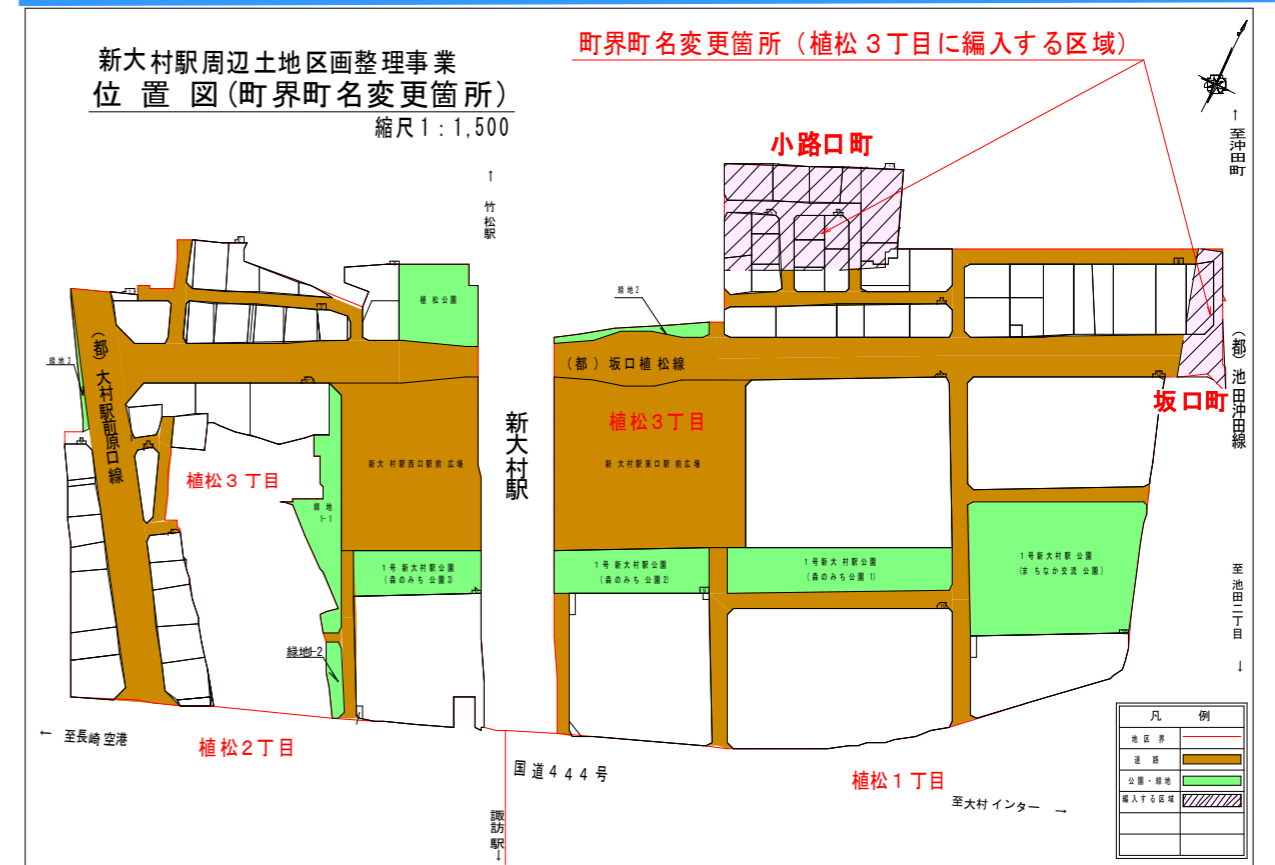 新大村駅周辺土地区画整理事業
位置図(町界町名変更箇所)
縮尺1:1,500
町界町名変更箇所(植松3丁目に編入する区域)
↑至沖田町
小路口町
↑竹松駅
植松公園
緑地2
緑地3
(都)大村駅前原口線
(都)坂口植松線
(都)池田沖田線
坂口町
新大村駅
植松3丁目
植松3丁目
新大村駅西口駅前広場
新大村駅東口駅前広場
緑地
1-1
1号新大村駅公園
(森のみち公園3)
1号新大村駅公園
(森のみち公園2)
1号新大村駅公園
(森のみち公園1)
1号新大村駅公園
(まちなか交流公園)
至池田二丁目↓
緑地1-2
←至長崎空港
植松2丁目
国道444号
諏訪駅↓
植松1丁目
至大村インター→
凡例
地区界
道路
公園・緑地
編入する区域